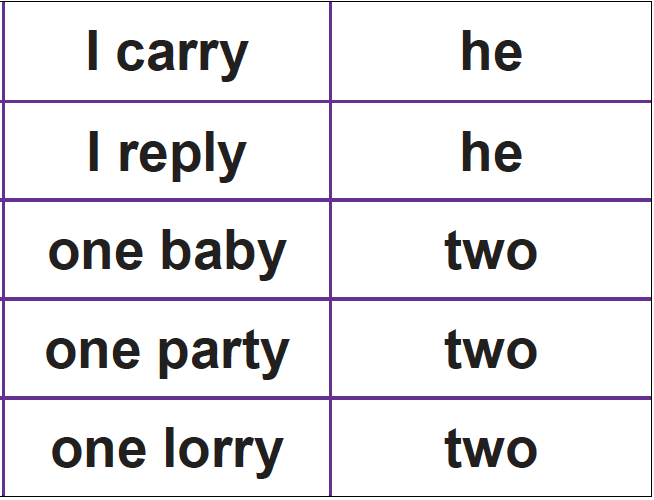 I carry he
I reply he
one baby two
one party two
one lorry two